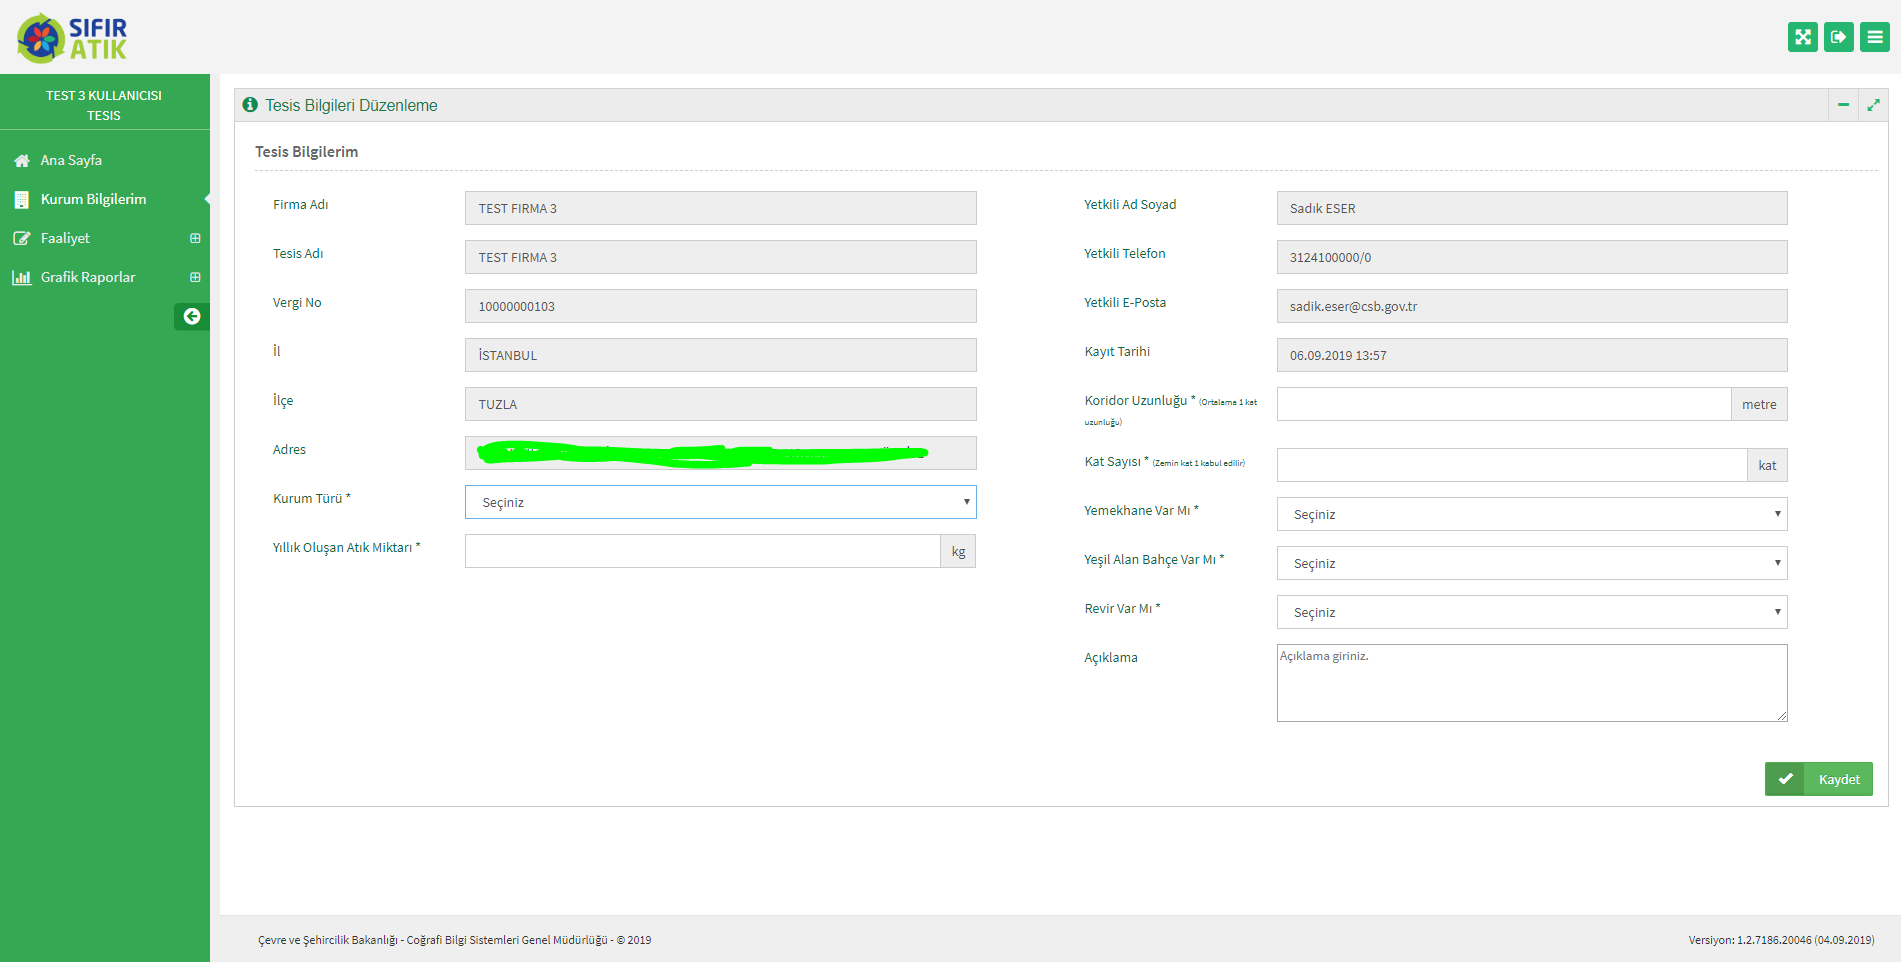 SIFIR
ATIK
TEST 3 KULLANICISI
TESIS
Ana Sayfa
Kurum Bilgilerim
Faaliyet
Grafik Raporlar
Tesis Bilgileri Düzenleme
Tesis Bilgilerim
Firma Adı
TEST FIRMA 3
Tesis Adı
TEST FIRMA 3
Vergi No
10000000103
İl
İSTANBUL
İlçe
TUZLA
Adres
Kurum Türü *
Seçiniz
Yıllık Oluşan Atık Miktarı *
kg
Yetkili Ad Soyad
Sadık ESER
Yetkili Telefon
3124100000/0
Yetkili E-Posta
sadik.eser@csb.gov.tr
Kayıt Tarihi
06.09.2019 13:57
Koridor Uzunluğu * (Ortalama 1 kat
uzunluğu)
metre
Kat Sayısı * (Zemin kat 1 kabul edilir)
kat
Yemekhane Var Mı *
Seçiniz
Yeşil Alan Bahçe Var Mı *
Seçiniz
Revir Var Mı *
Seçiniz
Açıklama
Açıklama giriniz.
Kaydet
Çevre ve Şehircilik Bakanlığı - Coğrafi Bilgi Sistemleri Genel Müdürlüğü - © 2019
Versiyon: 1.2.7186.20046 (04.09.2019)